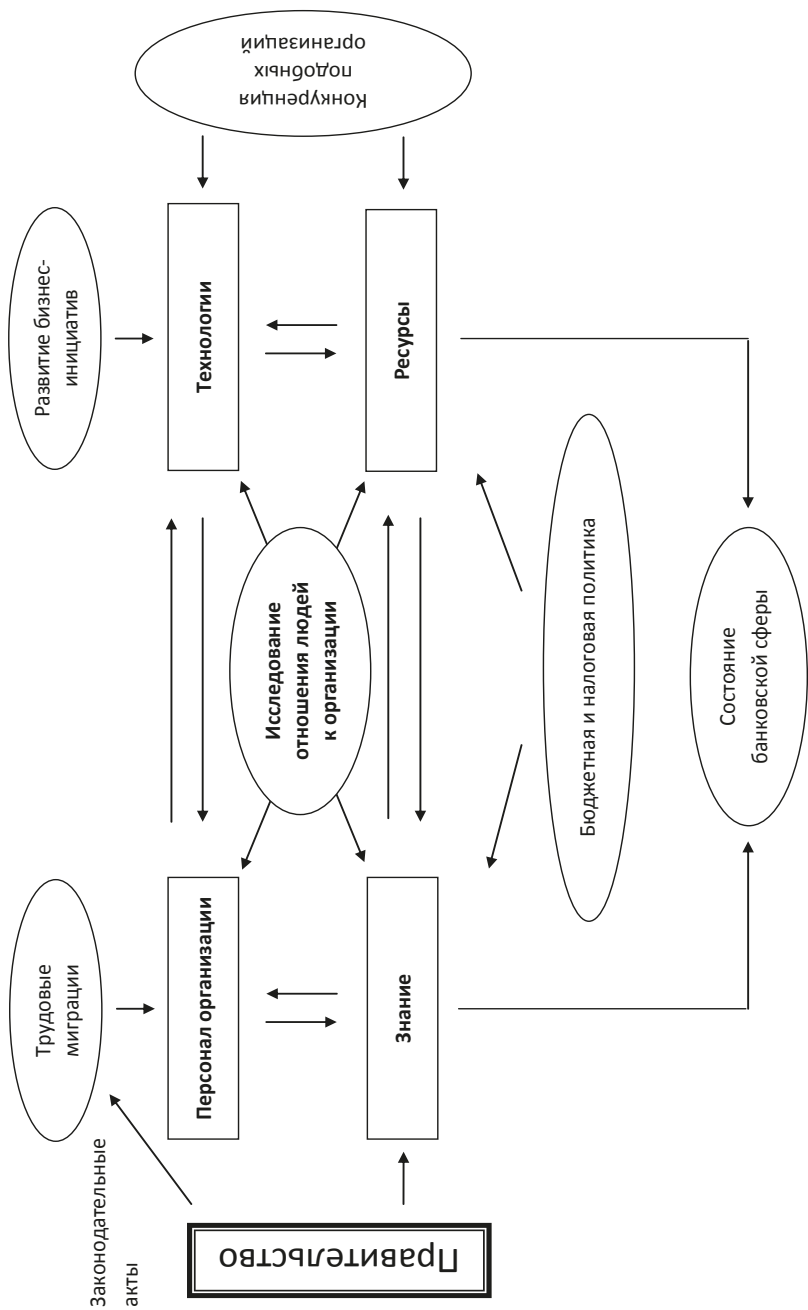 Законодательные
акты
Правительство
Трудовые
миграции
Персонал организации
Знание
Исследование
отношения людей
к организации
Бюджетная и налоговая политика
Состояние
банковской сферы
Развитие бизнес-
инициатив
Технологии
Ресурсы
Конкуренция
подобных
организаций